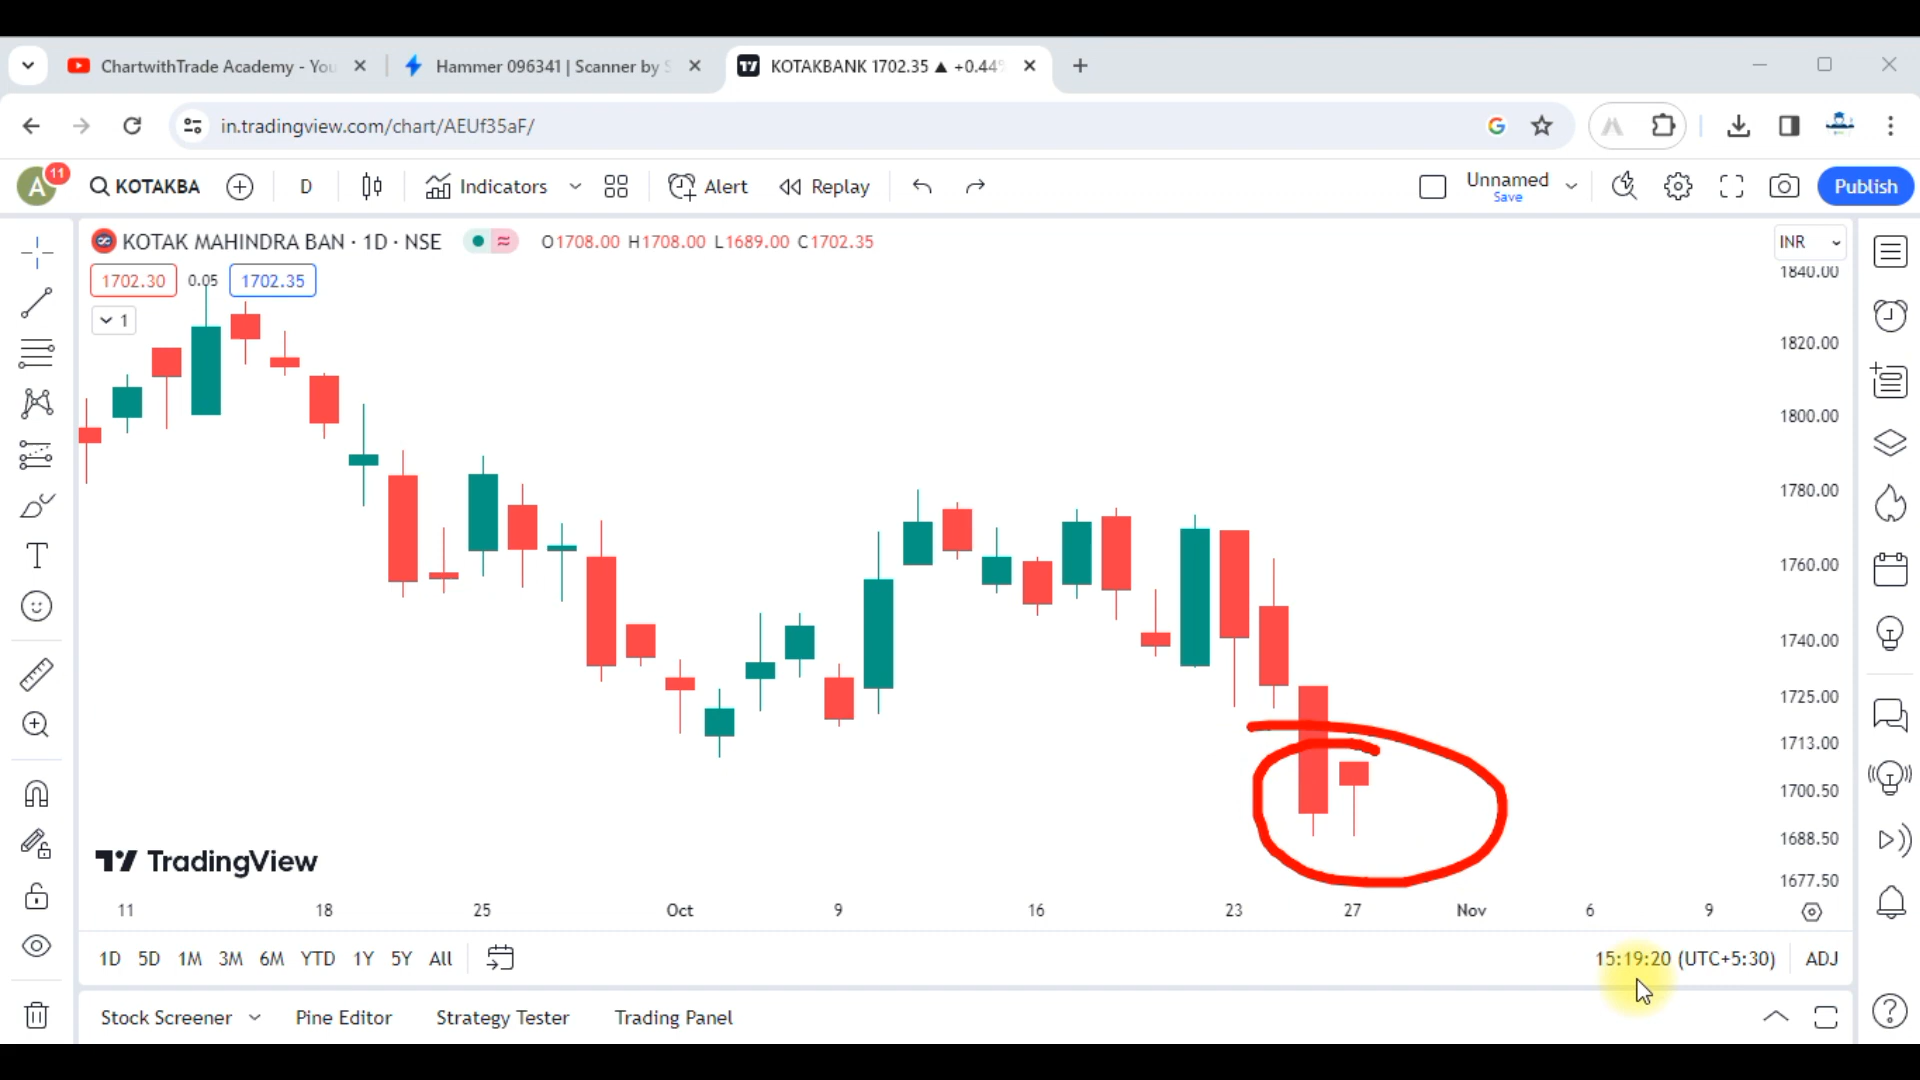 ChartwithTrade Academy - You
Hammer 096341 | Scanner by S
KOTAKBANK 1702.35 ▲ +0.44%
in.tradingview.com/chart/AEUf35aF/
A 11
KOTAKBA D Indicators Alert Replay Unnamed Save Publish
KOTAK MAHINDRA BAN · 1D · NSE O1708.00 H1708.00 L1689.00 C1702.35 INR
1702.30 0.05 1702.35
1
1840.00
1820.00
1800.00
1780.00
1760.00
1740.00
1725.00
1713.00
1700.50
1688.50
1677.50
TradingView
11 18 25 Oct 9 16 23 27 Nov 6 9
1D 5D 1M 3M 6M YTD 1Y 5Y All 15:19:20 (UTC+5:30) ADJ
Stock Screener Pine Editor Strategy Tester Trading Panel